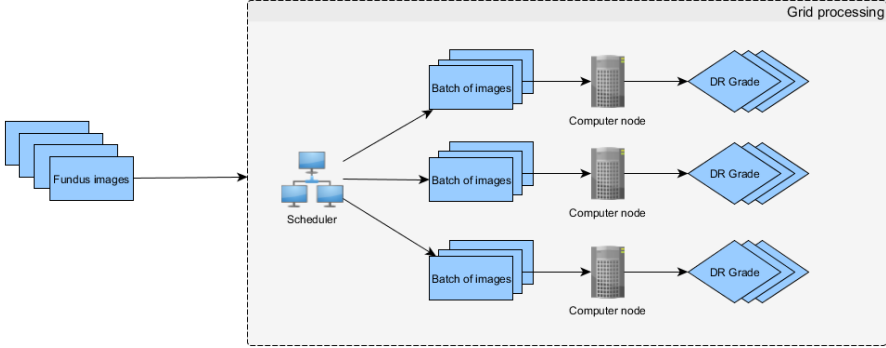 Grid processing
Batch of images
Computer node
DR Grade
Fundus images
Scheduler
Batch of images
Computer node
DR Grade
Batch of images
Computer node
DR Grade